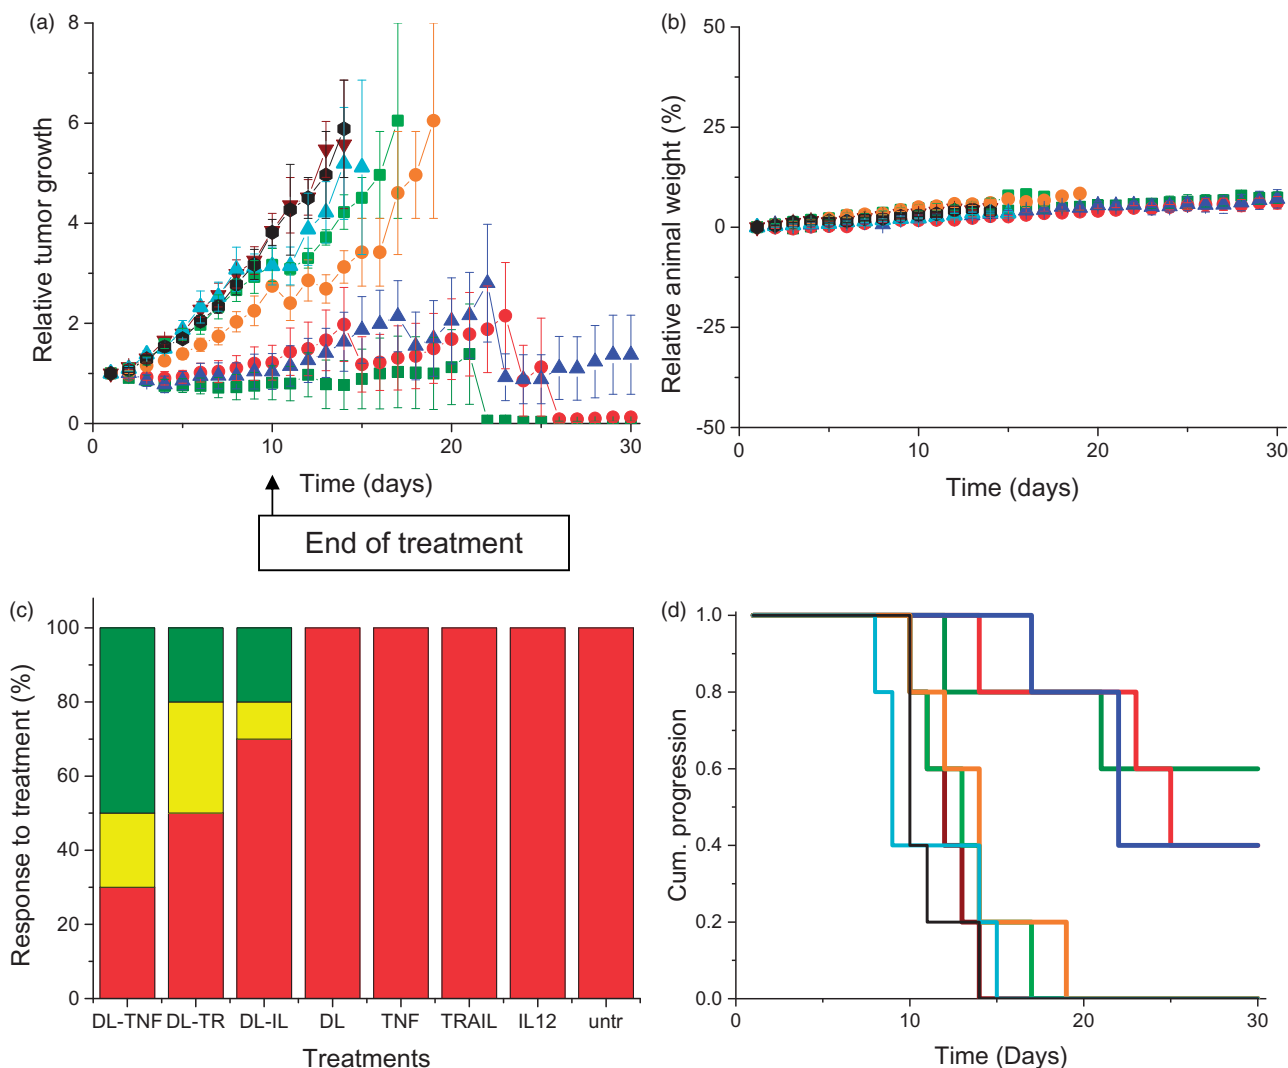 (a)
8
6
4
2
0
Relative tumor growth
0
10
20
30
Time (days)
End of treatment
(b)
50
25
0
-25
-50
Relative animal weight (%)
0
10
20
30
Time (days)
(c)
100
80
60
40
20
0
Response to treatment (%)
DL-TNF DL-TR DL-IL DL TNF TRAIL IL12 untr
Treatments
(d)
1.0
0.8
0.6
0.4
0.2
0.0
Cum. progression
0
10
20
30
Time (Days)